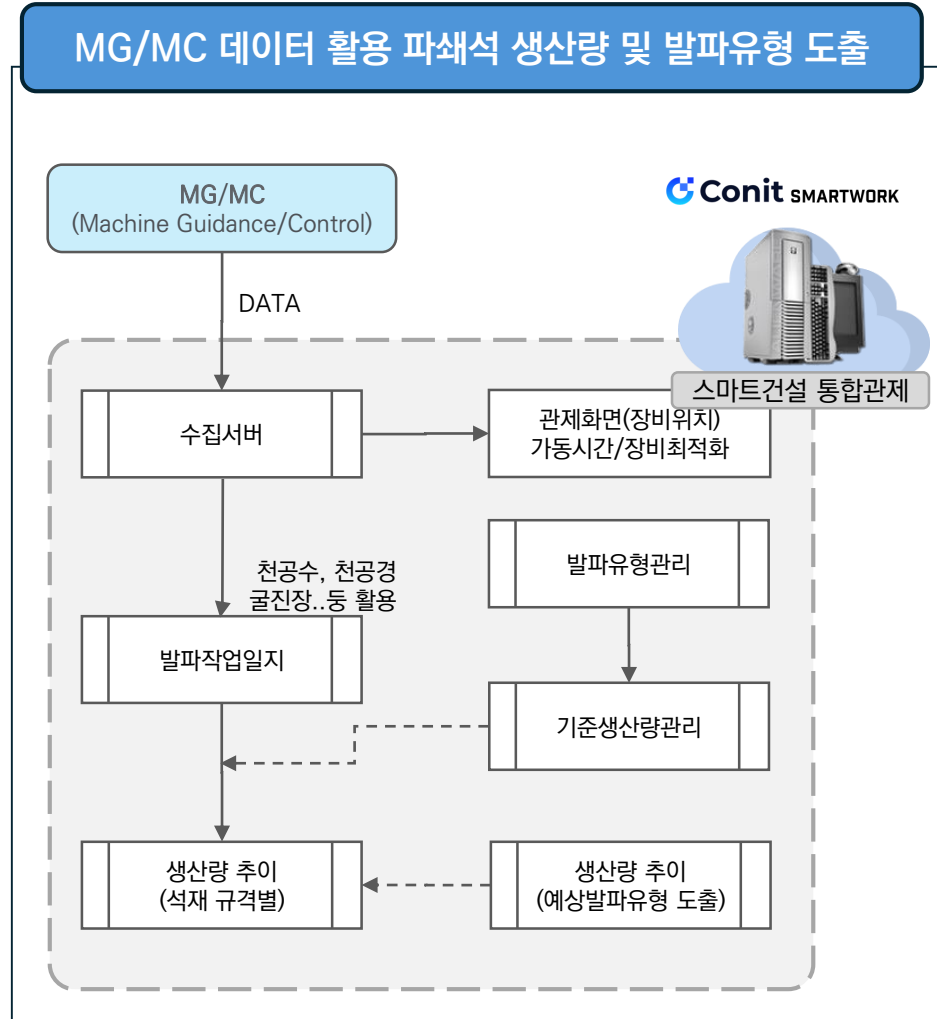 MG/MC 데이터 활용 파쇄석 생산량 및 발파유형 도출
MG/MC
(Machine Guidance/Control)
Conit SMARTWORK
DATA
스마트건설 통합관제
수집서버
관제화면(장비위치)
가동시간/장비최적화
천공수, 천공경
굴진장..둥 활용
발파유형관리
발파작업일지
기준생산량관리
생산량 추이
(석재 규격별)
생산량 추이
(예상발파유형 도출)